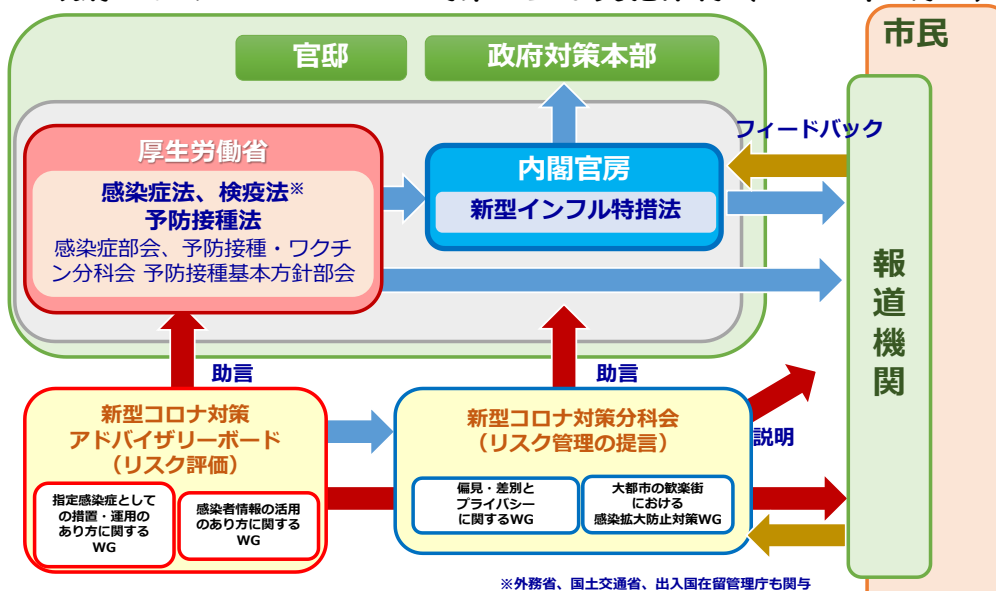 官邸
政府対策本部
市民
フィードバック
厚生労働省
感染症法、検疫法※
予防接種法
感染症部会、予防接種・ワクチ
ン分科会 予防接種基本方針部会
内閣官房
新型インフル特措法
報
道
機
関
助言
助言
新型コロナ対策
アドバイザリーボード
（リスク評価）
指定感染症として
の措置・運用の
あり方に関する
WG
感染者情報の活用
のあり方に関する
WG
新型コロナ対策分科会
（リスク管理の提言）
偏見・差別と
プライバシー
に関するWG
大都市の歓楽街
における
感染拡大防止対策WG
説明
※外務省、国土交通省、出入国在留管理庁も関与